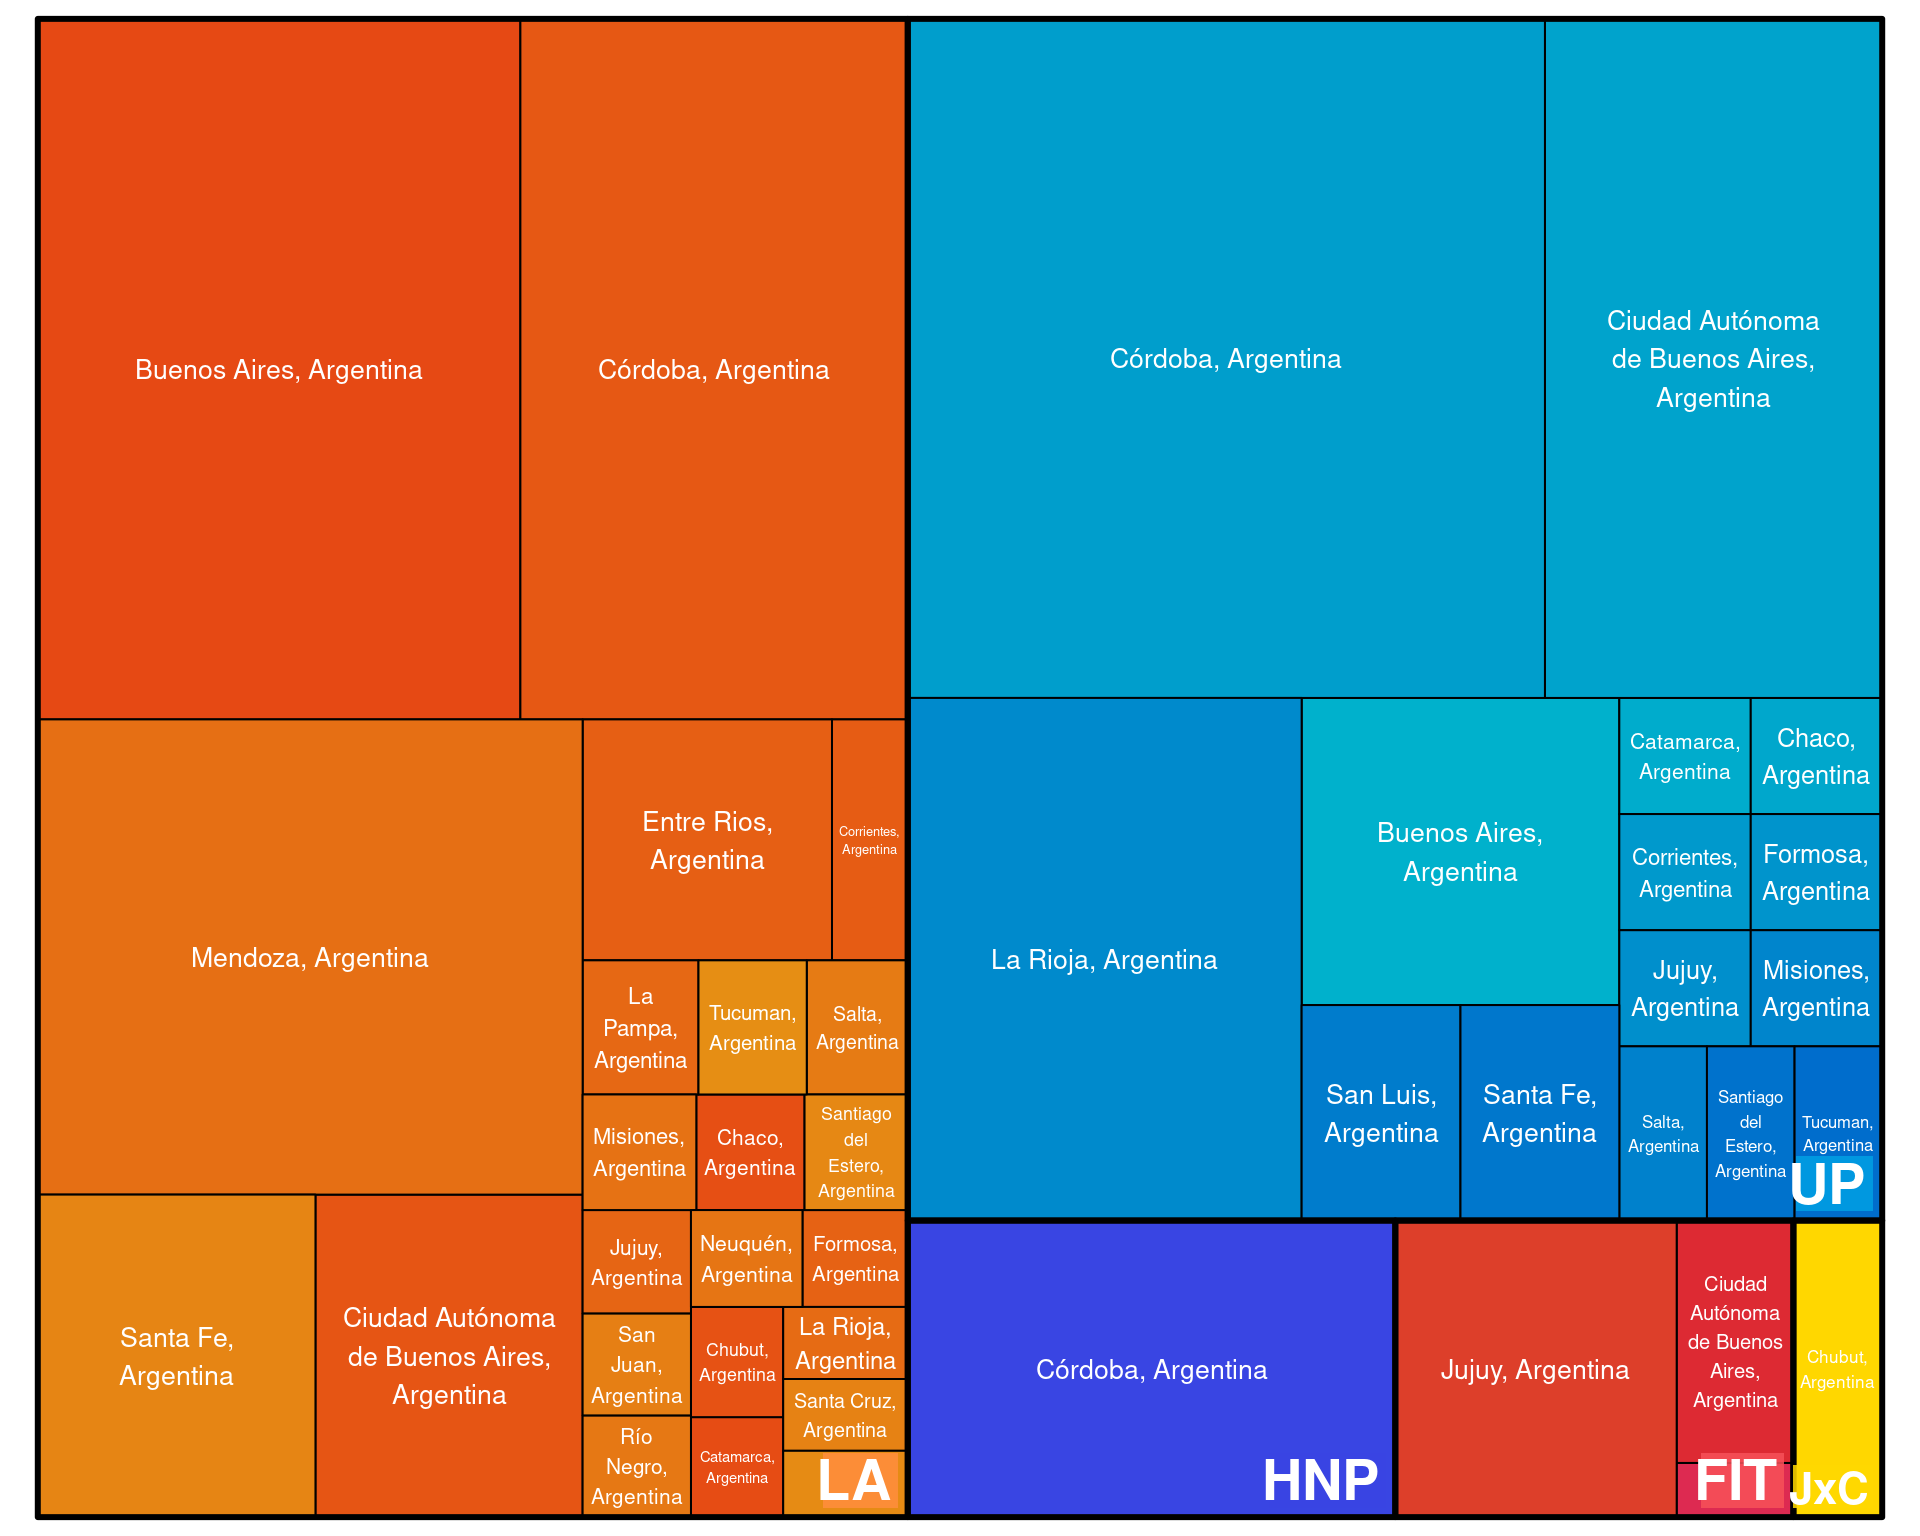 Buenos Aires, Argentina
Córdoba, Argentina
Mendoza, Argentina
Entre Rios,
Argentina
Corrientes,
Argentina
La
Pampa,
Argentina
Tucuman,
Argentina
Salta,
Argentina
Misiones,
Argentina
Chaco,
Argentina
Santiago
del
Estero,
Argentina
Santa Fe,
Argentina
Ciudad Autónoma
de Buenos Aires,
Argentina
Jujuy,
Argentina
Neuquén,
Argentina
Formosa,
Argentina
San
Juan,
Argentina
Chubut,
Argentina
La Rioja,
Argentina
Santa Cruz,
Argentina
Río
Negro,
Argentina
Catamarca,
Argentina
LA
Córdoba, Argentina
Ciudad Autónoma
de Buenos Aires,
Argentina
La Rioja, Argentina
Buenos Aires,
Argentina
Catamarca,
Argentina
Chaco,
Argentina
Corrientes,
Argentina
Formosa,
Argentina
Jujuy,
Argentina
Misiones,
Argentina
San Luis,
Argentina
Santa Fe,
Argentina
Salta,
Argentina
Santiago
del
Estero,
Argentina
Tucuman,
Argentina
UP
Córdoba, Argentina
HNP
Jujuy, Argentina
Ciudad
Autónoma
de Buenos
Aires,
Argentina
FIT
Chubut,
Argentina
JxC